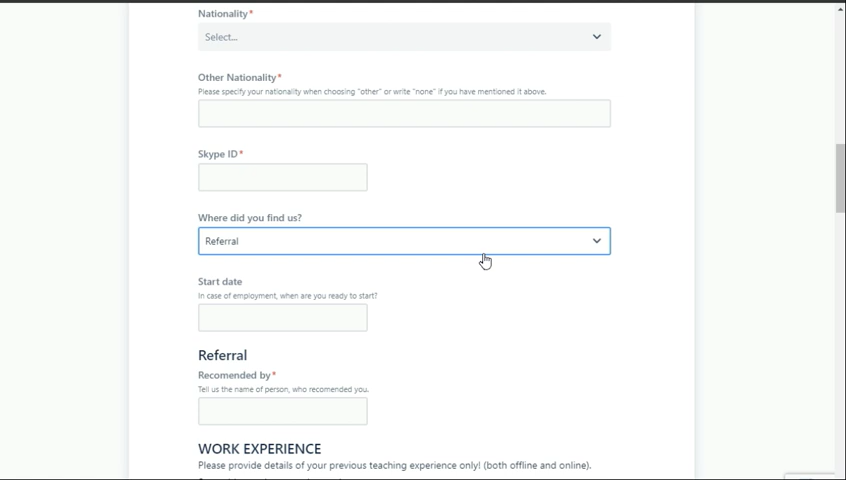 Nationality*
Select...
Other Nationality*
Please specify your nationality when choosing "other" or write "none" if you have mentioned it above.
Skype ID*
Where did you find us?
Referral
Start date
In case of employment, when are you ready to start?
Referral
Recomended by*
Tell us the name of person, who recomended you.
WORK EXPERIENCE
Please provide details of your previous teaching experience only! (both offline and online).